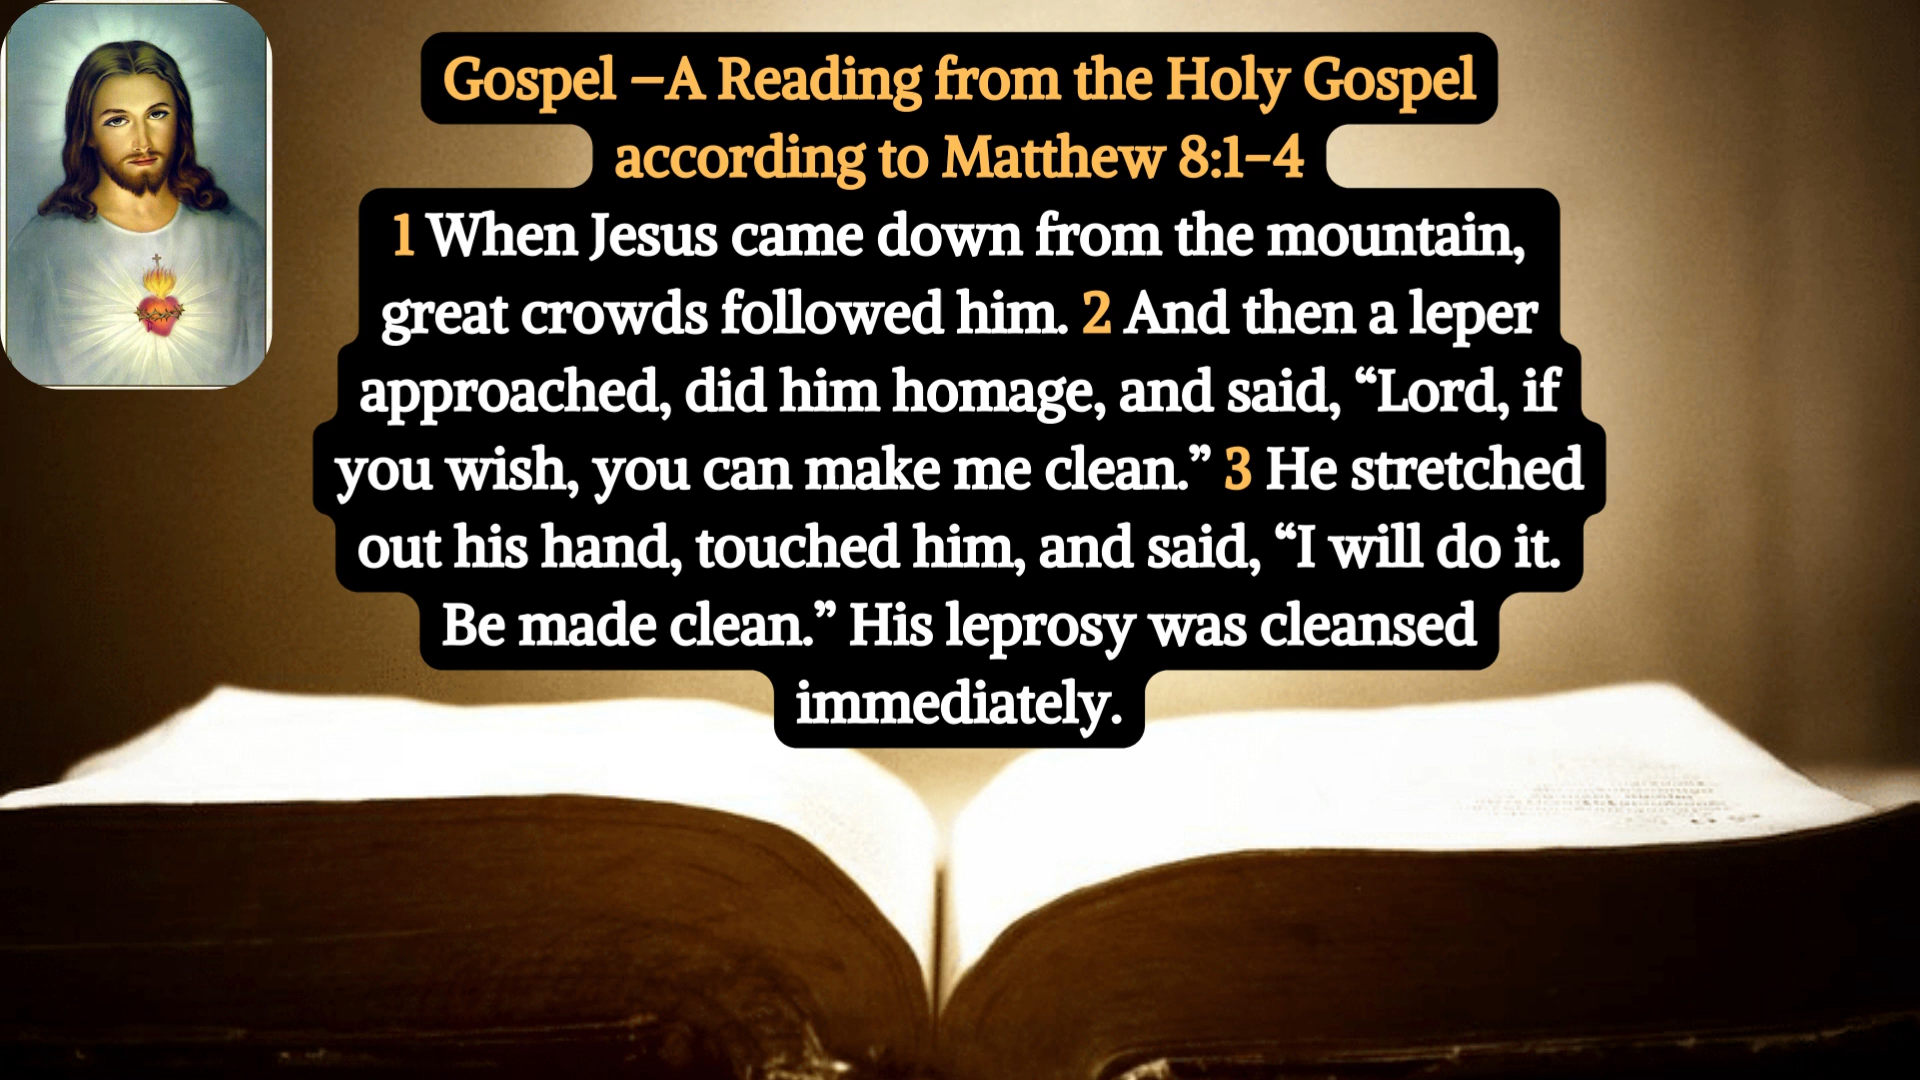 Gospel –A Reading from the Holy Gospel
according to Matthew 8:1–4
1 When Jesus came down from the mountain,
great crowds followed him. 2 And then a leper
approached, did him homage, and said, “Lord, if
you wish, you can make me clean.” 3 He stretched
out his hand, touched him, and said, “I will do it.
Be made clean.” His leprosy was cleansed
immediately.